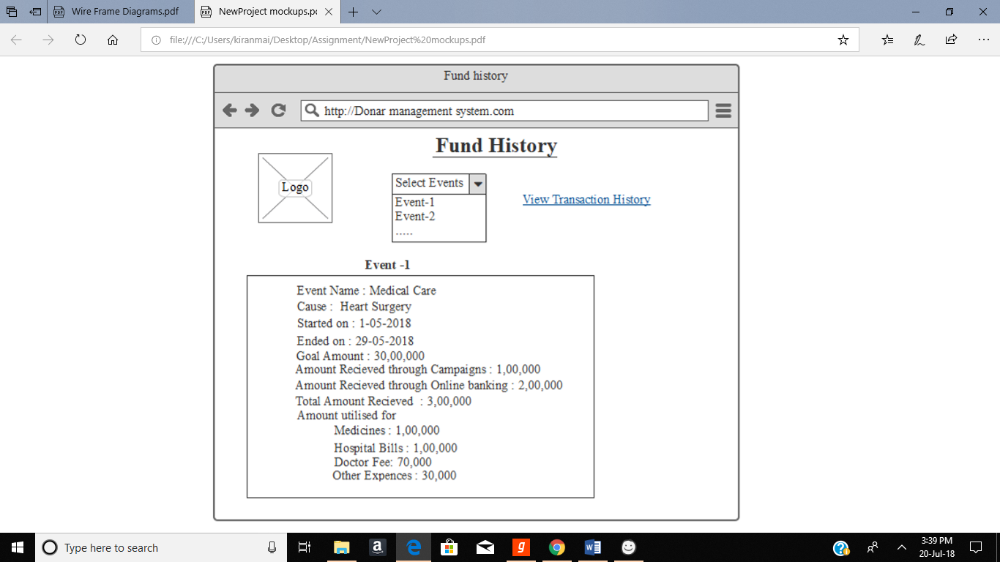 Wire Frame Diagrams.pdf
NewProject mockups.po
file:///C:/Users/kiranmai/Desktop/Assignment/NewProject%20mockups.pdf
Fund history
http://Donar management system.com
Fund History
Logo
Select Events
Event-1
Event-2
.....
View Transaction History
Event -1
Event Name : Medical Care
Cause :  Heart Surgery
Started on : 1-05-2018
Ended on : 29-05-2018
Goal Amount : 30,00,000
Amount Recieved through Campaigns : 1,00,000
Amount Recieved through Online banking : 2,00,000
Total Amount Recieved  : 3,00,000
Amount utilised for
Medicines : 1,00,000
Hospital Bills : 1,00,000
Doctor Fee: 70,000
Other Expences : 30,000
Type here to search
3:39 PM
20-Jul-18